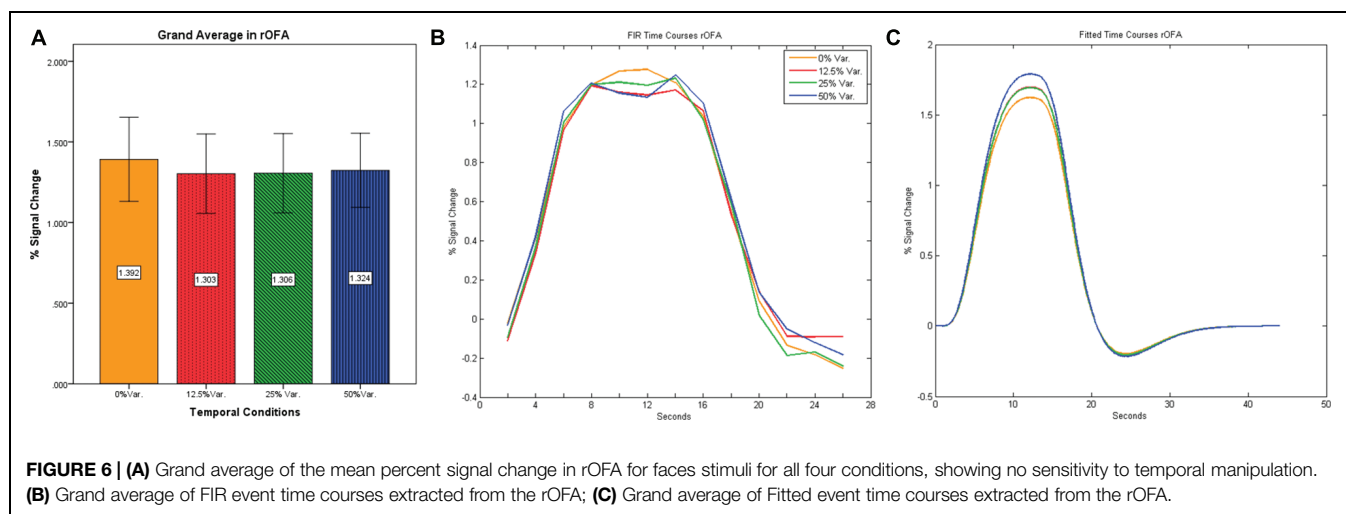 A
Grand Average in rOFA
% Signal Change
2.000
1.500
1.000
.500
.000
1.392
1.303
1.306
1.324
0%Var.
12.5%Var.
25% Var.
50%Var.
Temporal Conditions
B
FIR Time Courses rOFA
% Signal Change
1.4
1.2
1
0.8
0.6
0.4
0.2
0
-0.2
-0.4
0% Var.
12.5% Var.
25% Var.
50% Var.
0 4 8 12 16 20 24 28
Seconds
C
Fitted Time Courses rOFA
% Signal Change
2
1.5
1
0.5
0
-0.5
0 10 20 30 40 50
Seconds
FIGURE 6 | (A) Grand average of the mean percent signal change in rOFA for faces stimuli for all four conditions, showing no sensitivity to temporal manipulation.
(B) Grand average of FIR event time courses extracted from the rOFA; (C) Grand average of Fitted event time courses extracted from the rOFA.